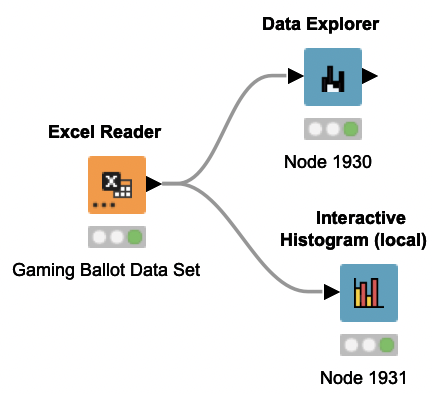 Data Explorer
Node 1930
Excel Reader
Gaming Ballot Data Set
Interactive
Histogram (local)
Node 1931